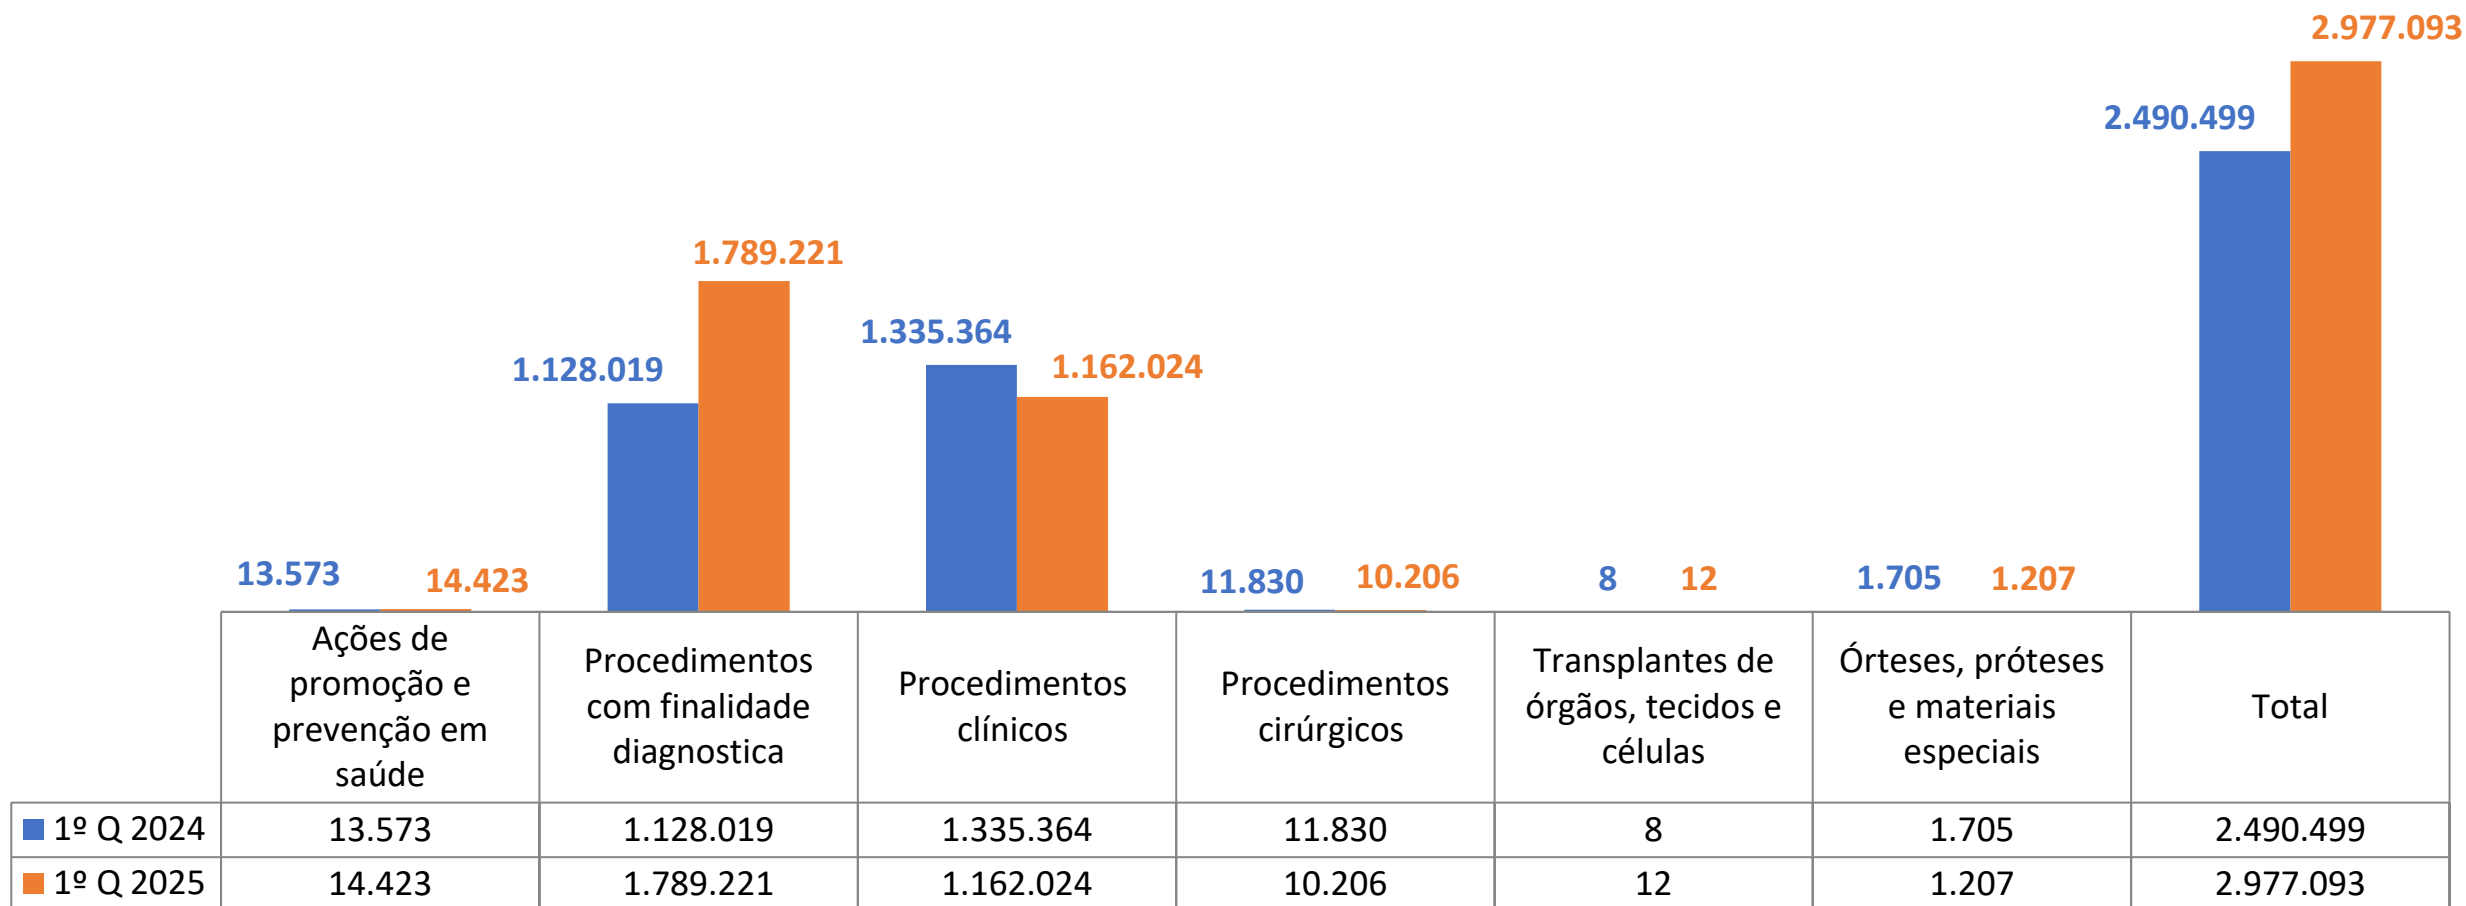 2.977.093
2.490.499
1.789.221
1.335.364
1.128.019
1.162.024
13.573
14.423
11.830
10.206
8
12
1.705
1.207
Ações de
promoção e
prevenção em
saúde
Procedimentos
com finalidade
diagnostica
Procedimentos
clínicos
Procedimentos
cirúrgicos
Transplantes de
órgãos, tecidos e
células
Órteses, próteses
e materiais
especiais
Total
1º Q 2024 13.573 1.128.019 1.335.364 11.830 8 1.705 2.490.499
1º Q 2025 14.423 1.789.221 1.162.024 10.206 12 1.207 2.977.093